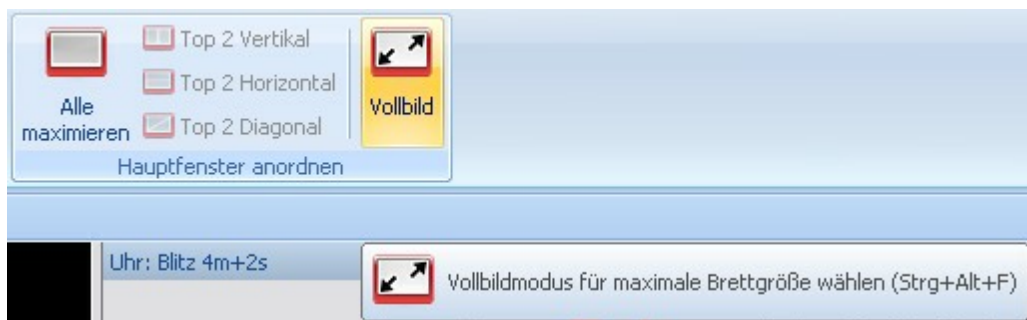 Alle
maximieren
Top 2 Vertikal
Top 2 Horizontal
Top 2 Diagonal
Vollbild
Hauptfenster anordnen
Uhr: Blitz 4m+2s
Vollbildmodus für maximale Brettgröße wählen (Strg+Alt+F)